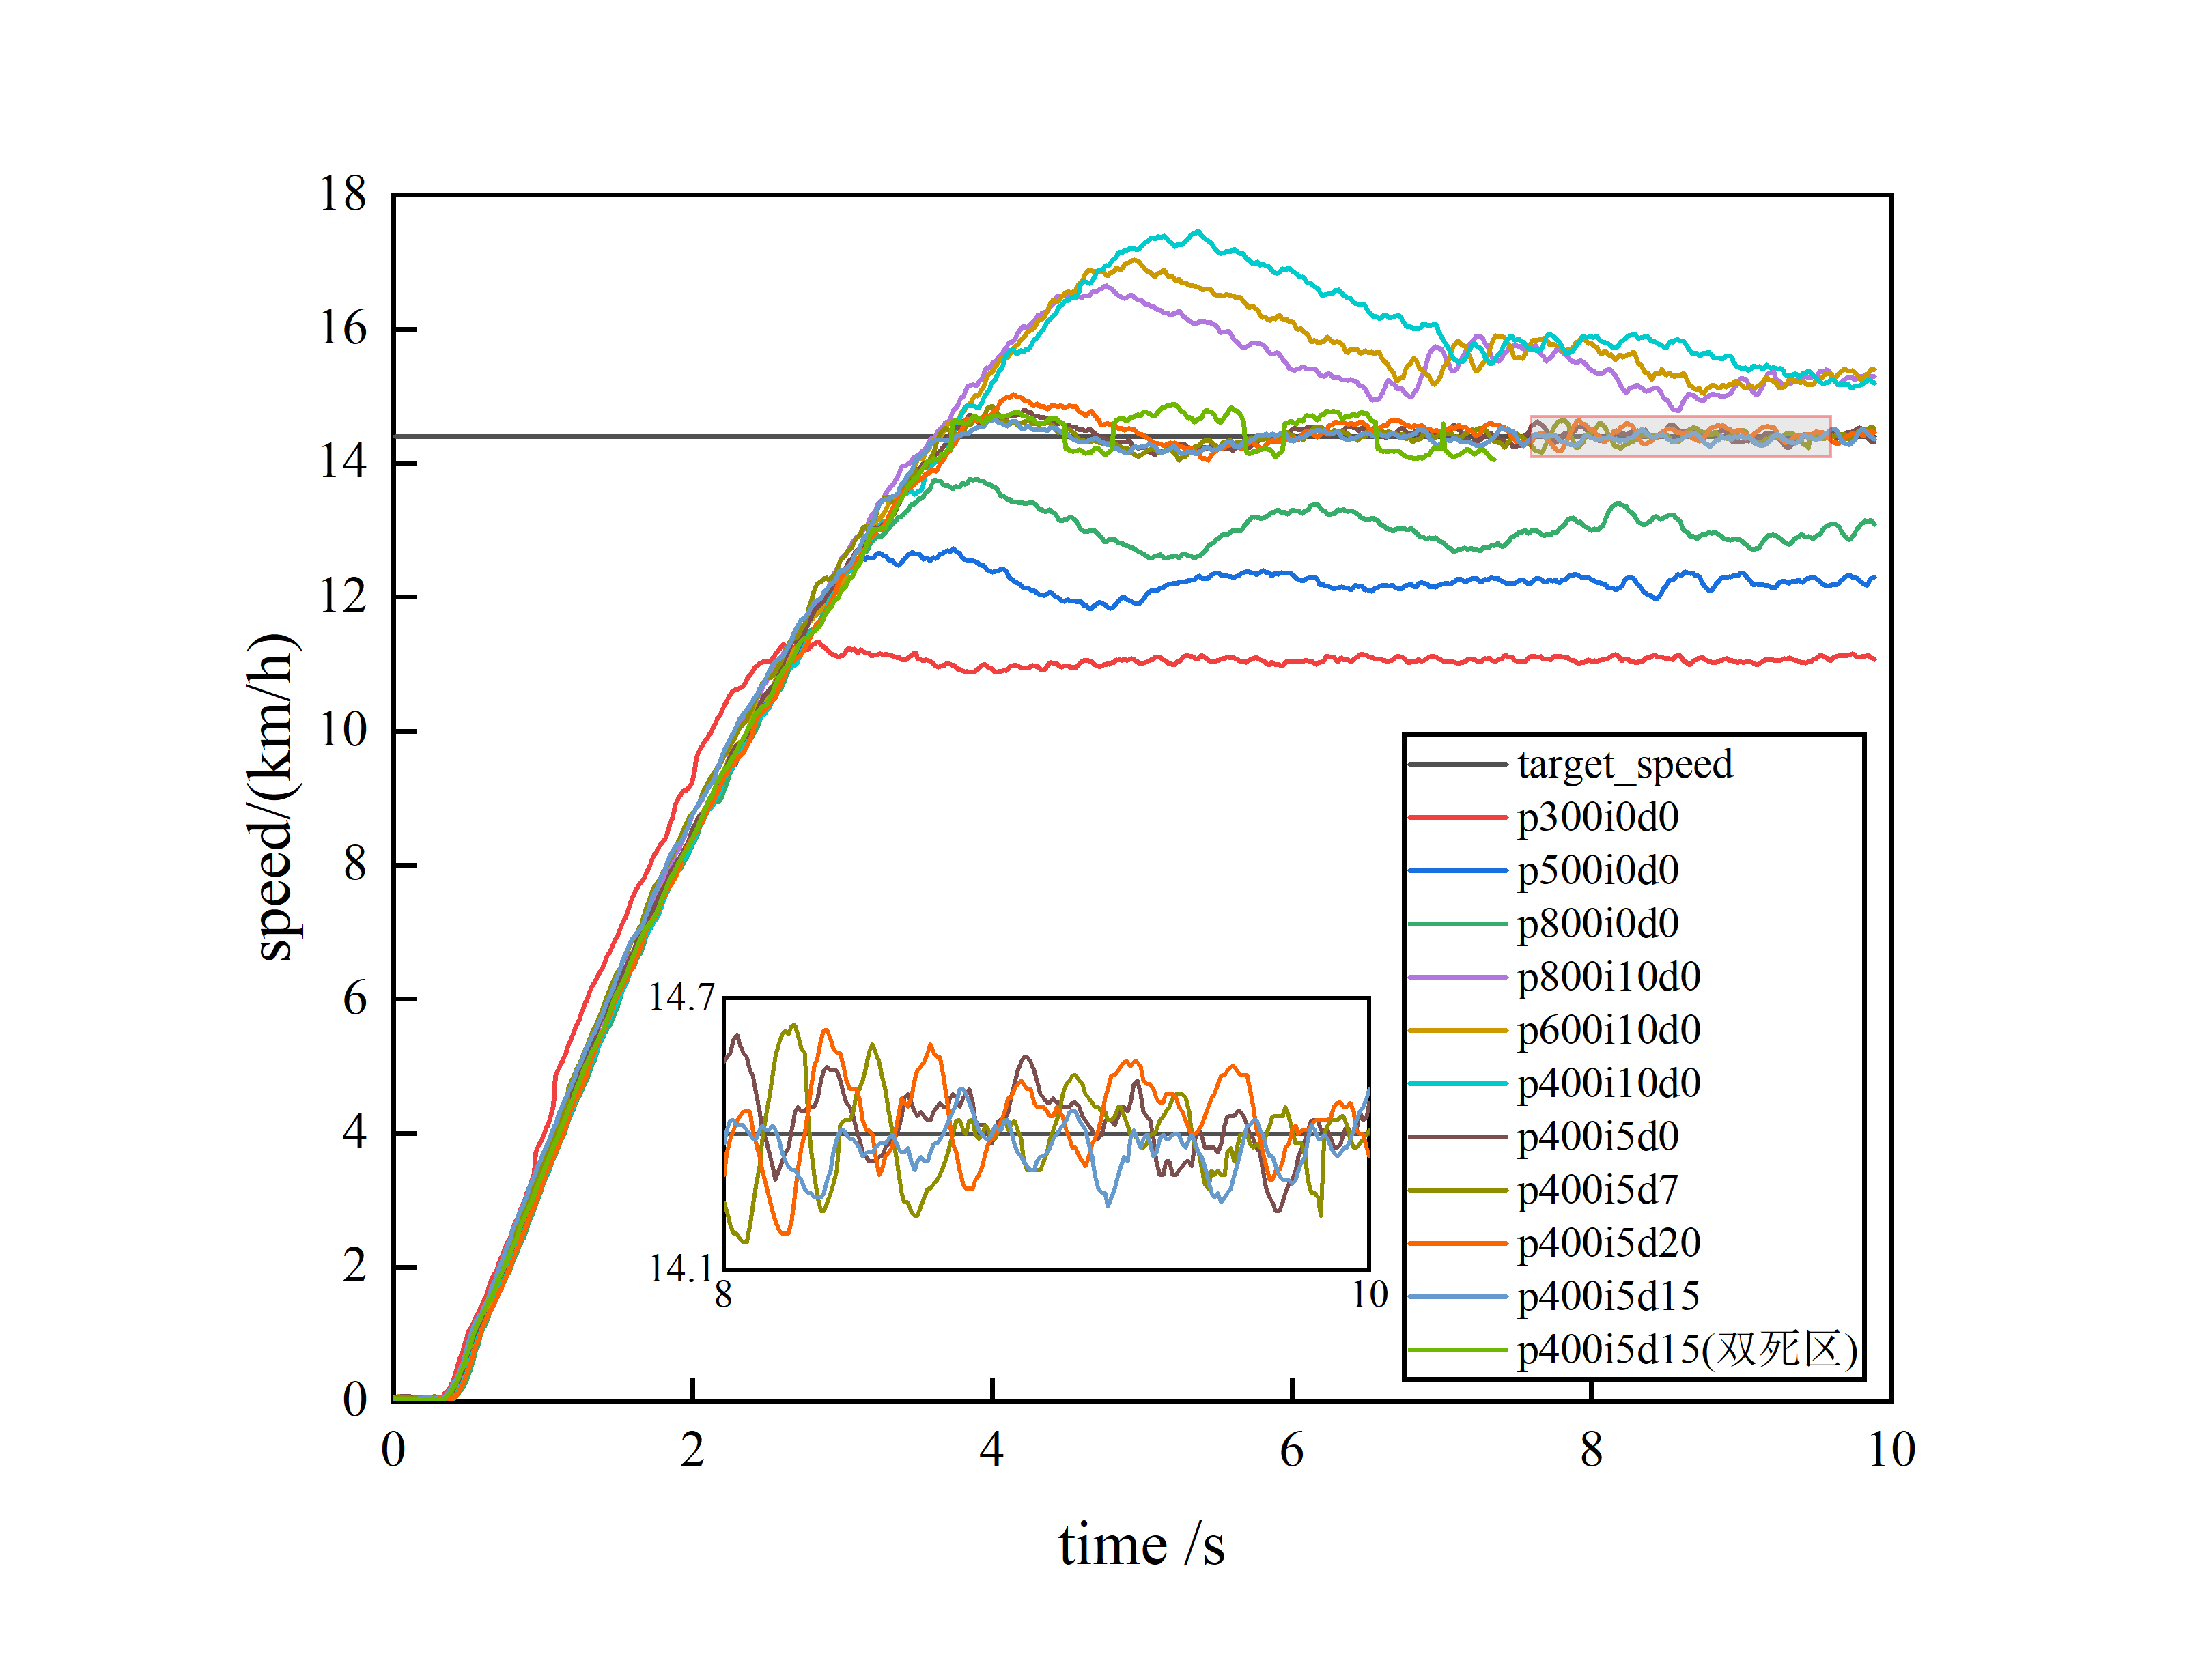 18
16
14
12
10
8
6
4
2
0
speed/(km/h)
0
2
4
6
8
10
time /s
14.7
14.1
8
10
target_speed
p300i0d0
p500i0d0
p800i0d0
p800i10d0
p600i10d0
p400i10d0
p400i5d0
p400i5d7
p400i5d20
p400i5d15
p400i5d15(双死区)